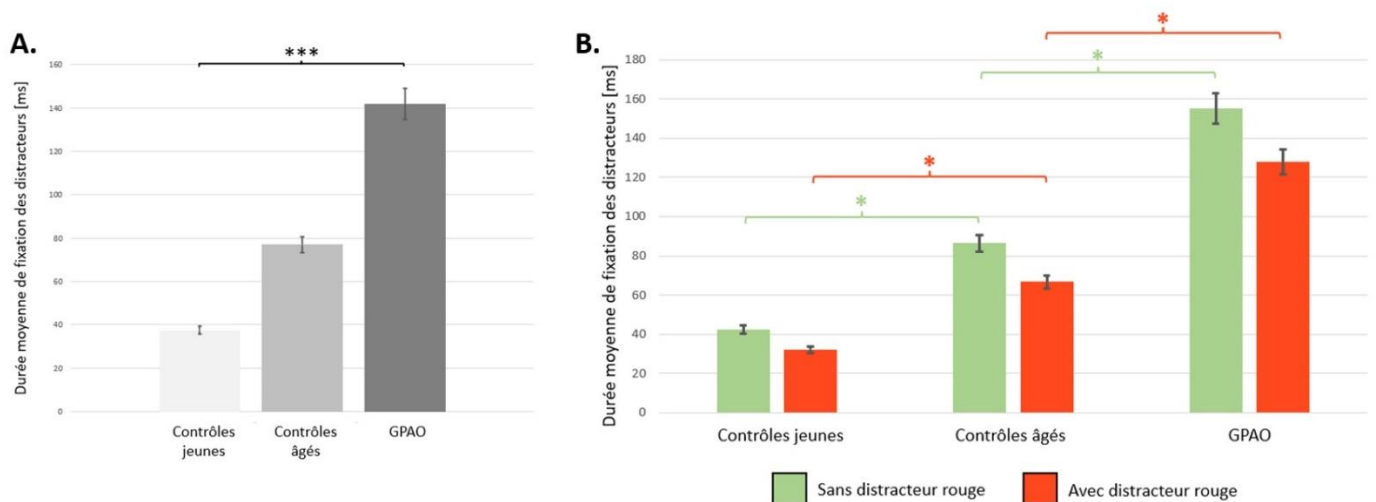 A.
***
Durée moyenne de fixation des distracteurs [ms]
160
140
120
100
80
60
40
20
0
Contrôles
jeunes
Contrôles
âgés
GPAO
B.
*
*
*
*
Durée moyenne de fixation des distracteurs [ms]
180
160
140
120
100
80
60
40
20
0
Contrôles jeunes
Contrôles âgés
GPAO
Sans distracteur rouge
Avec distracteur rouge